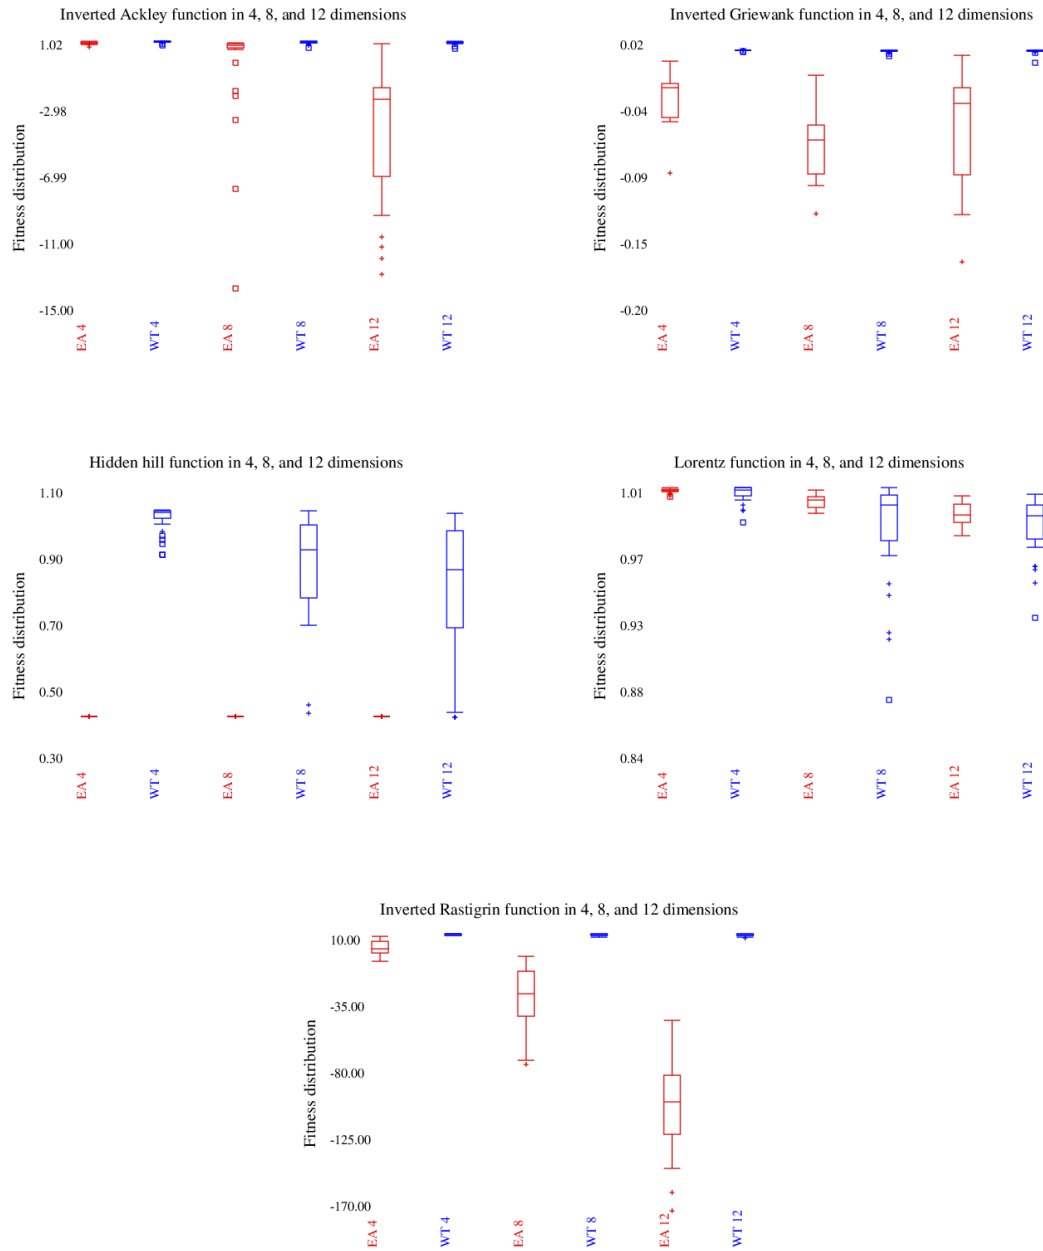 Inverted Ackley function in 4, 8, and 12 dimensions
Fitness distribution
1.02
-2.98
-6.99
-11.00
-15.00
EA 4
WT 4
EA 8
WT 8
EA 12
WT 12
Inverted Griewank function in 4, 8, and 12 dimensions
Fitness distribution
0.02
-0.04
-0.09
-0.15
-0.20
EA 4
WT 4
EA 8
WT 8
EA 12
WT 12
Hidden hill function in 4, 8, and 12 dimensions
Fitness distribution
1.10
0.90
0.70
0.50
0.30
EA 4
WT 4
EA 8
WT 8
EA 12
WT 12
Lorentz function in 4, 8, and 12 dimensions
Fitness distribution
1.01
0.97
0.93
0.88
0.84
EA 4
WT 4
EA 8
WT 8
EA 12
WT 12
Inverted Rastigrin function in 4, 8, and 12 dimensions
Fitness distribution
10.00
-35.00
-80.00
-125.00
-170.00
EA 4
WT 4
EA 8
WT 8
EA 12
WT 12